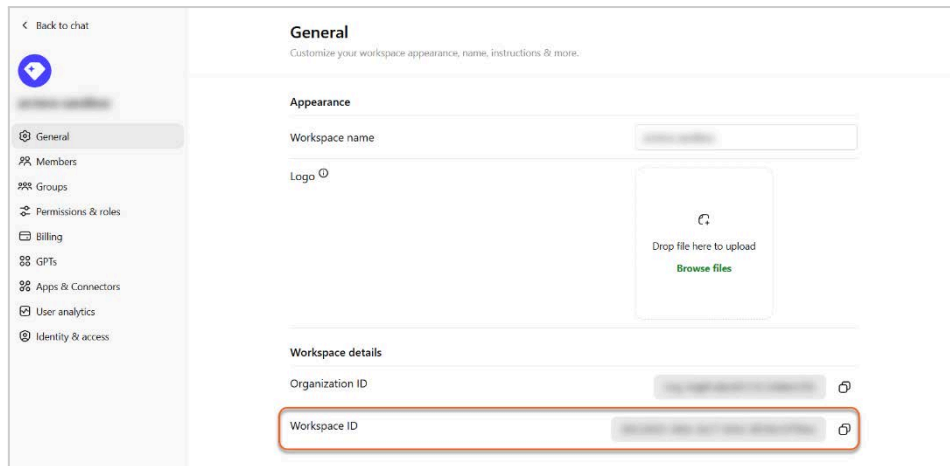 Back to chat
General
Members
Groups
Permissions & roles
Billing
GPTs
Apps & Connectors
User analytics
Identity & access
General
Customize your workspace appearance, name, instructions & more.
Appearance
Workspace name
Logo
Drop file here to upload
Browse files
Workspace details
Organization ID
Workspace ID